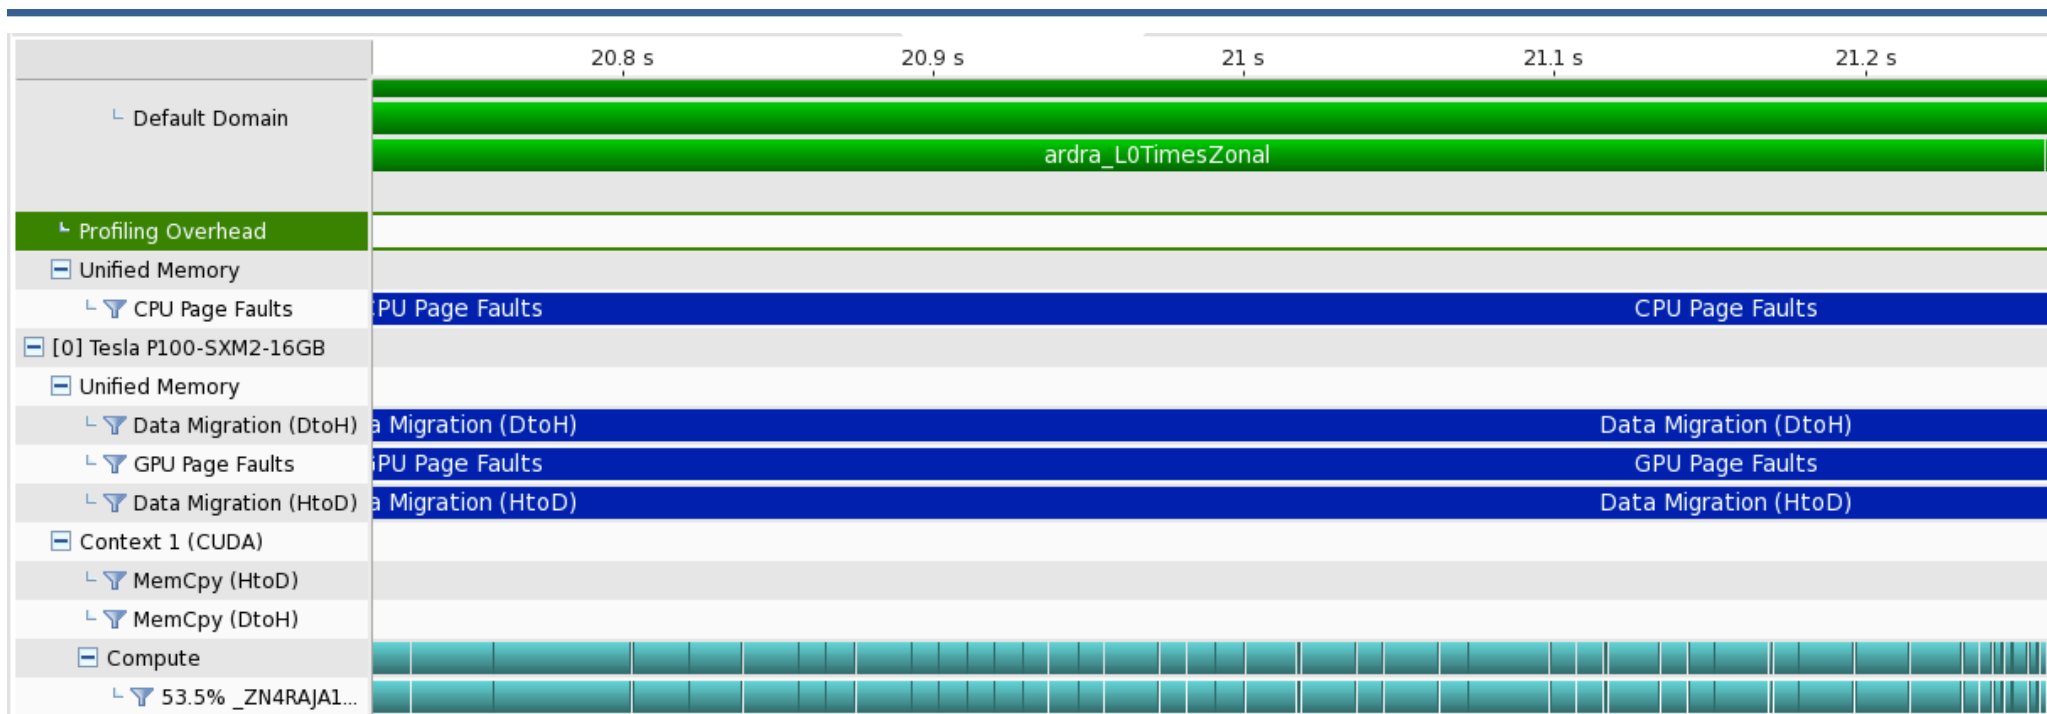 20.8 s 20.9 s 21 s 21.1 s 21.2 s
Default Domain
ardra_L0TimesZonal
Profiling Overhead
Unified Memory
CPU Page Faults PU Page Faults CPU Page Faults
[0] Tesla P100-SXM2-16GB
Unified Memory
Data Migration (DtoH) a Migration (DtoH) Data Migration (DtoH)
GPU Page Faults PU Page Faults GPU Page Faults
Data Migration (HtoD) a Migration (HtoD) Data Migration (HtoD)
Context 1 (CUDA)
MemCpy (HtoD)
MemCpy (DtoH)
Compute
53.5% _ZN4RAJA1...